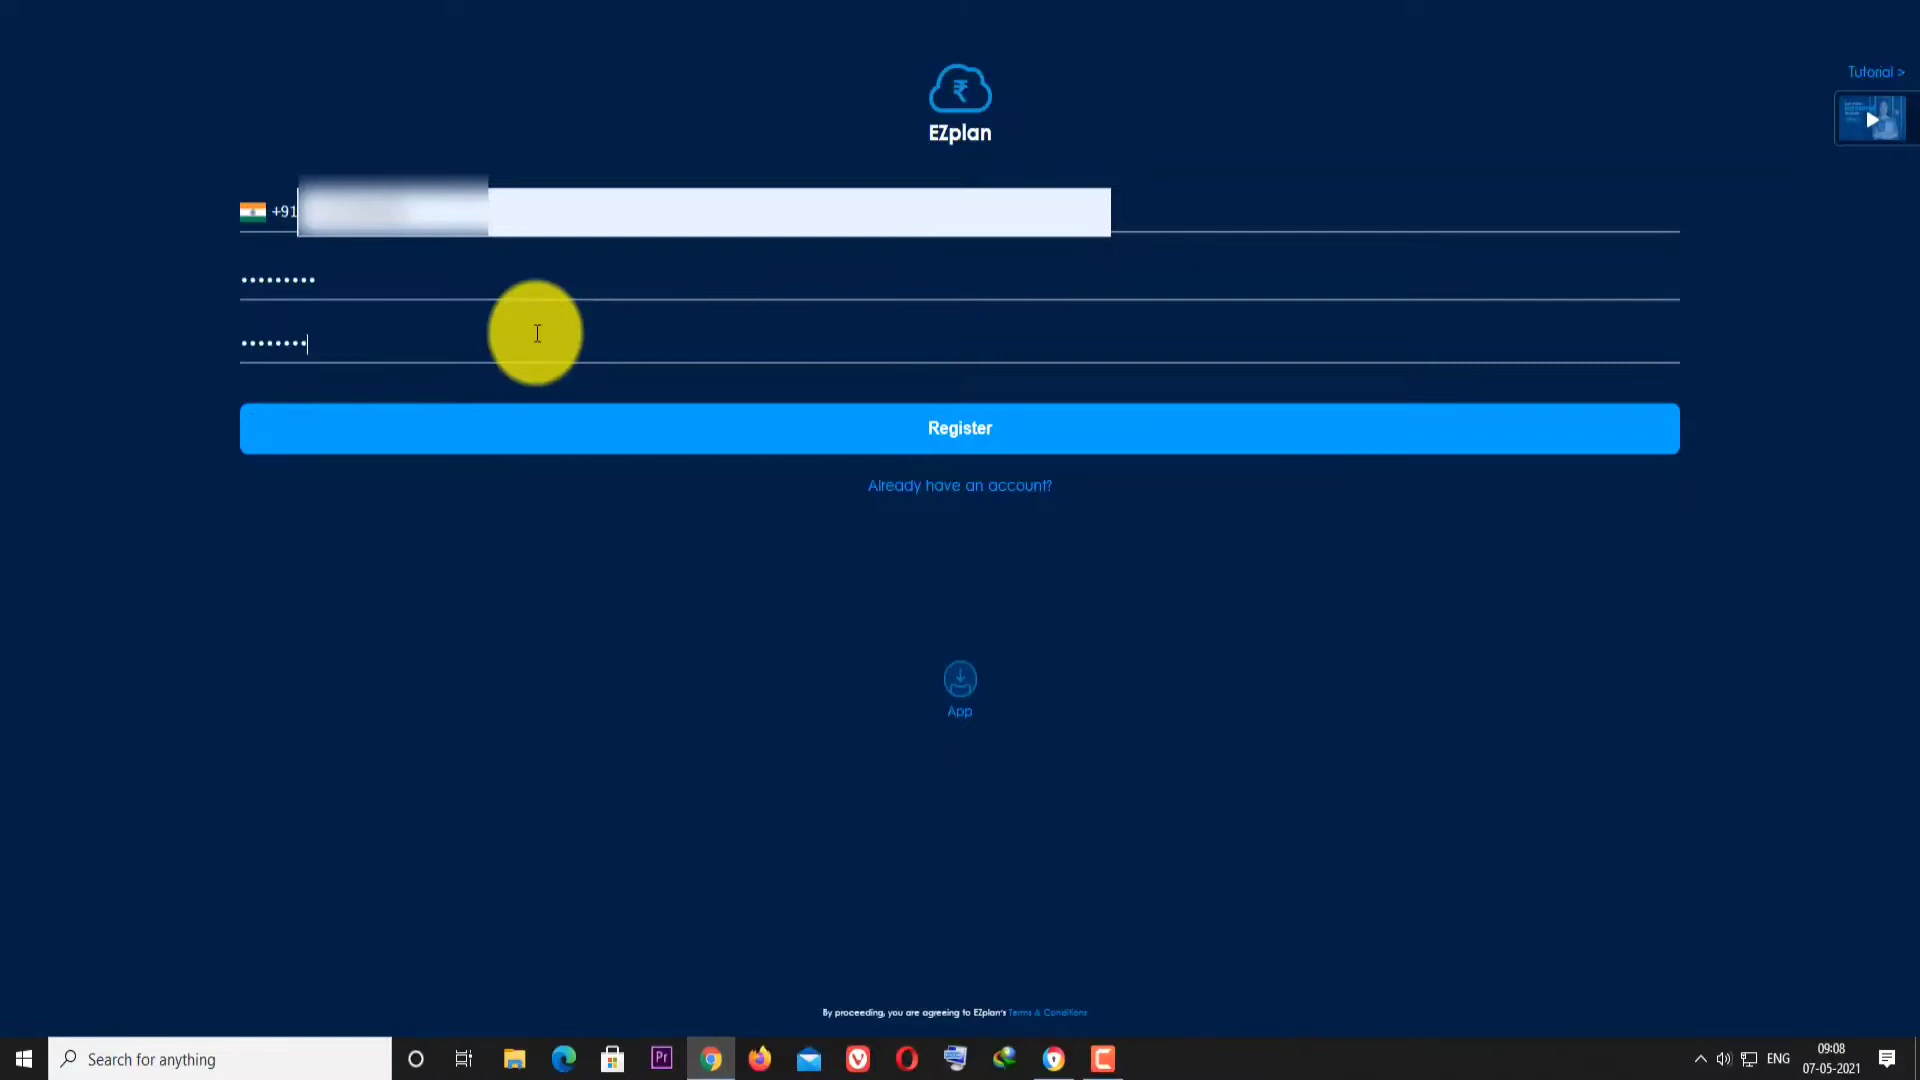 Tutorial >
₹
EZplan
+91
•••••••••
••••••••
Register
Already have an account?
App
By proceeding, you are agreeing to EZplan's Terms & Conditions
Search for anything
Pr
ENG
09:08
07-05-2021